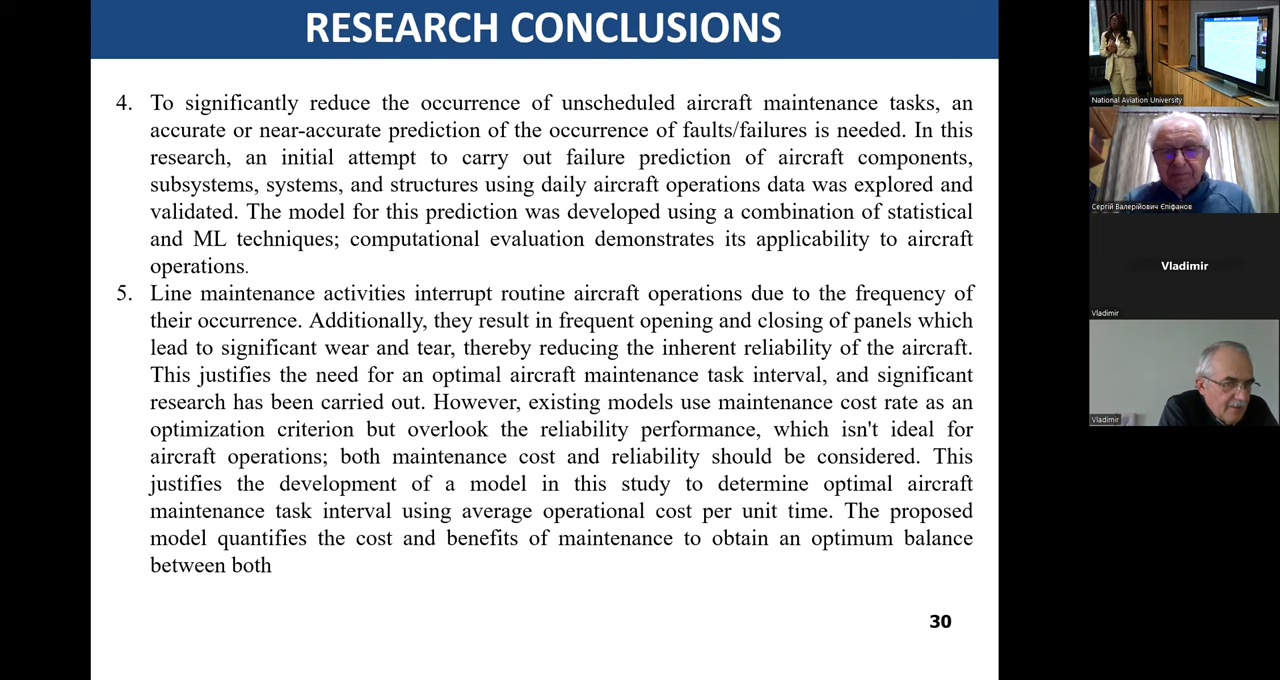 RESEARCH CONCLUSIONS
4. To significantly reduce the occurrence of unscheduled aircraft maintenance tasks, an
accurate or near-accurate prediction of the occurrence of faults/failures is needed. In this
research, an initial attempt to carry out failure prediction of aircraft components,
subsystems, systems, and structures using daily aircraft operations data was explored and
validated. The model for this prediction was developed using a combination of statistical
and ML techniques; computational evaluation demonstrates its applicability to aircraft
operations.
5. Line maintenance activities interrupt routine aircraft operations due to the frequency of
their occurrence. Additionally, they result in frequent opening and closing of panels which
lead to significant wear and tear, thereby reducing the inherent reliability of the aircraft.
This justifies the need for an optimal aircraft maintenance task interval, and significant
research has been carried out. However, existing models use maintenance cost rate as an
optimization criterion but overlook the reliability performance, which isn't ideal for
aircraft operations; both maintenance cost and reliability should be considered. This
justifies the development of a model in this study to determine optimal aircraft
maintenance task interval using average operational cost per unit time. The proposed
model quantifies the cost and benefits of maintenance to obtain an optimum balance
between both
30
National Aviation University
Сергій Валерійович Єпіфанов
Vladimir
Vladimir
Vladimir